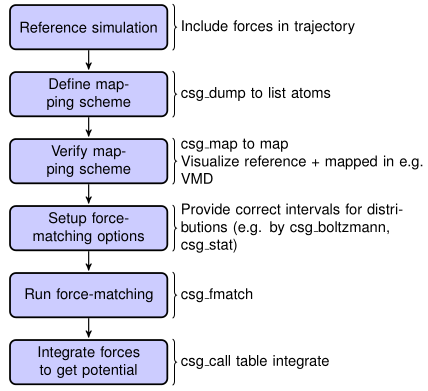 Reference simulation
Include forces in trajectory
Define map-
ping scheme
csg_dump to list atoms
Verify map-
ping scheme
csg_map to map
Visualize reference + mapped in e.g.
VMD
Setup force-
matching options
Provide correct intervals for distri-
butions (e.g. by csg_boltzmann,
csg_stat)
Run force-matching
csg_fmatch
Integrate forces
to get potential
csg_call table integrate